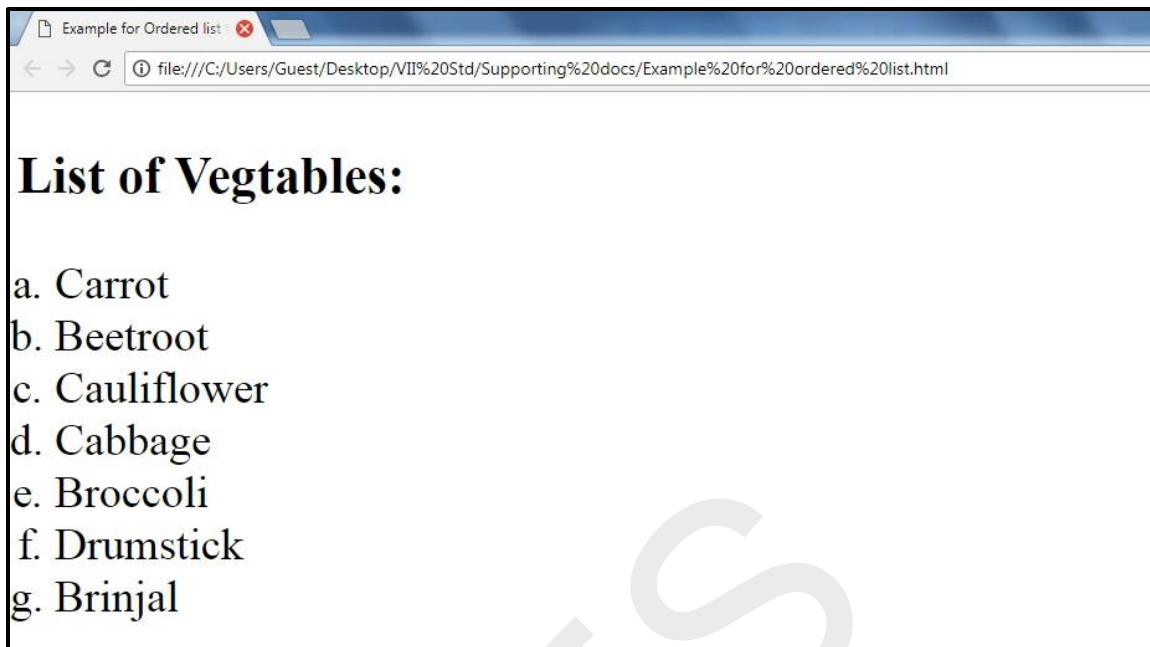 Example for Ordered list
file:///C:/Users/Guest/Desktop/VII%20Std/Supporting%20docs/Example%20for%20ordered%20list.html
List of Vegtables:
a. Carrot
b. Beetroot
c. Cauliflower
d. Cabbage
e. Broccoli
f. Drumstick
g. Brinjal